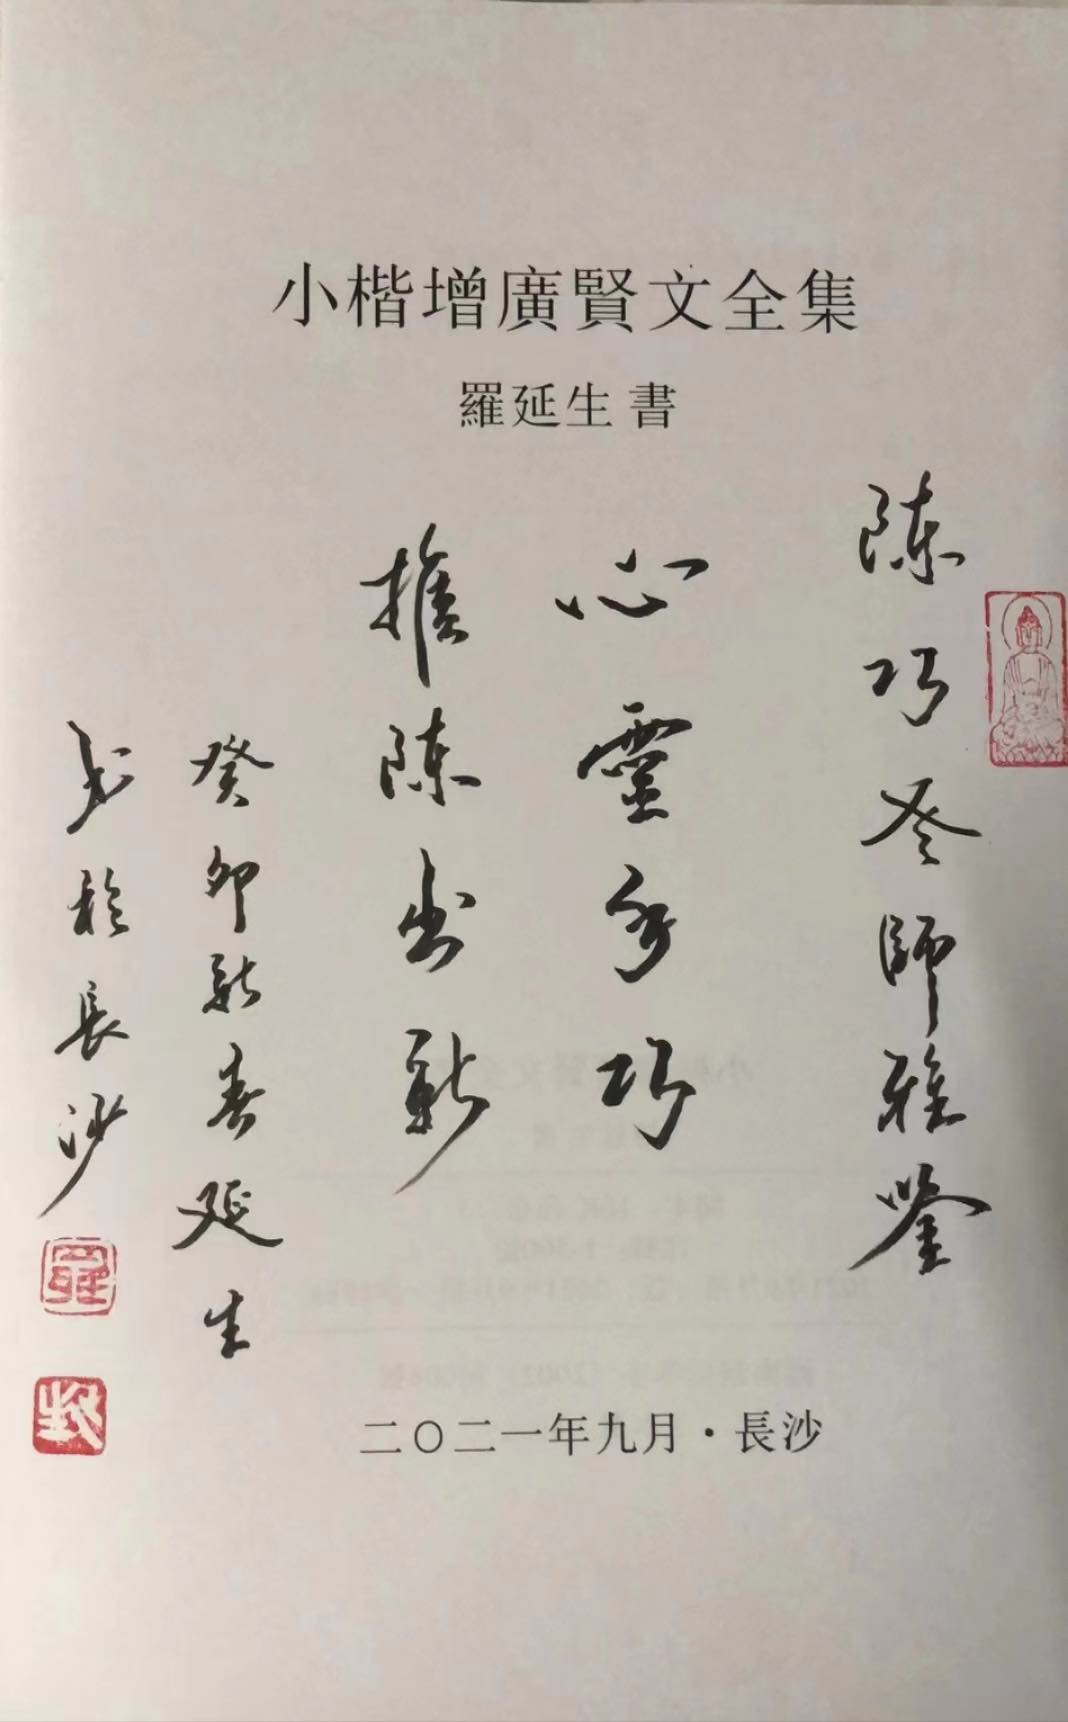 小楷增廣賢文全集
羅延生 書
陳巧參師雅鑒
心靈手巧
推陳出新
癸卯新春延生
書於長沙
二〇二一年九月·長沙